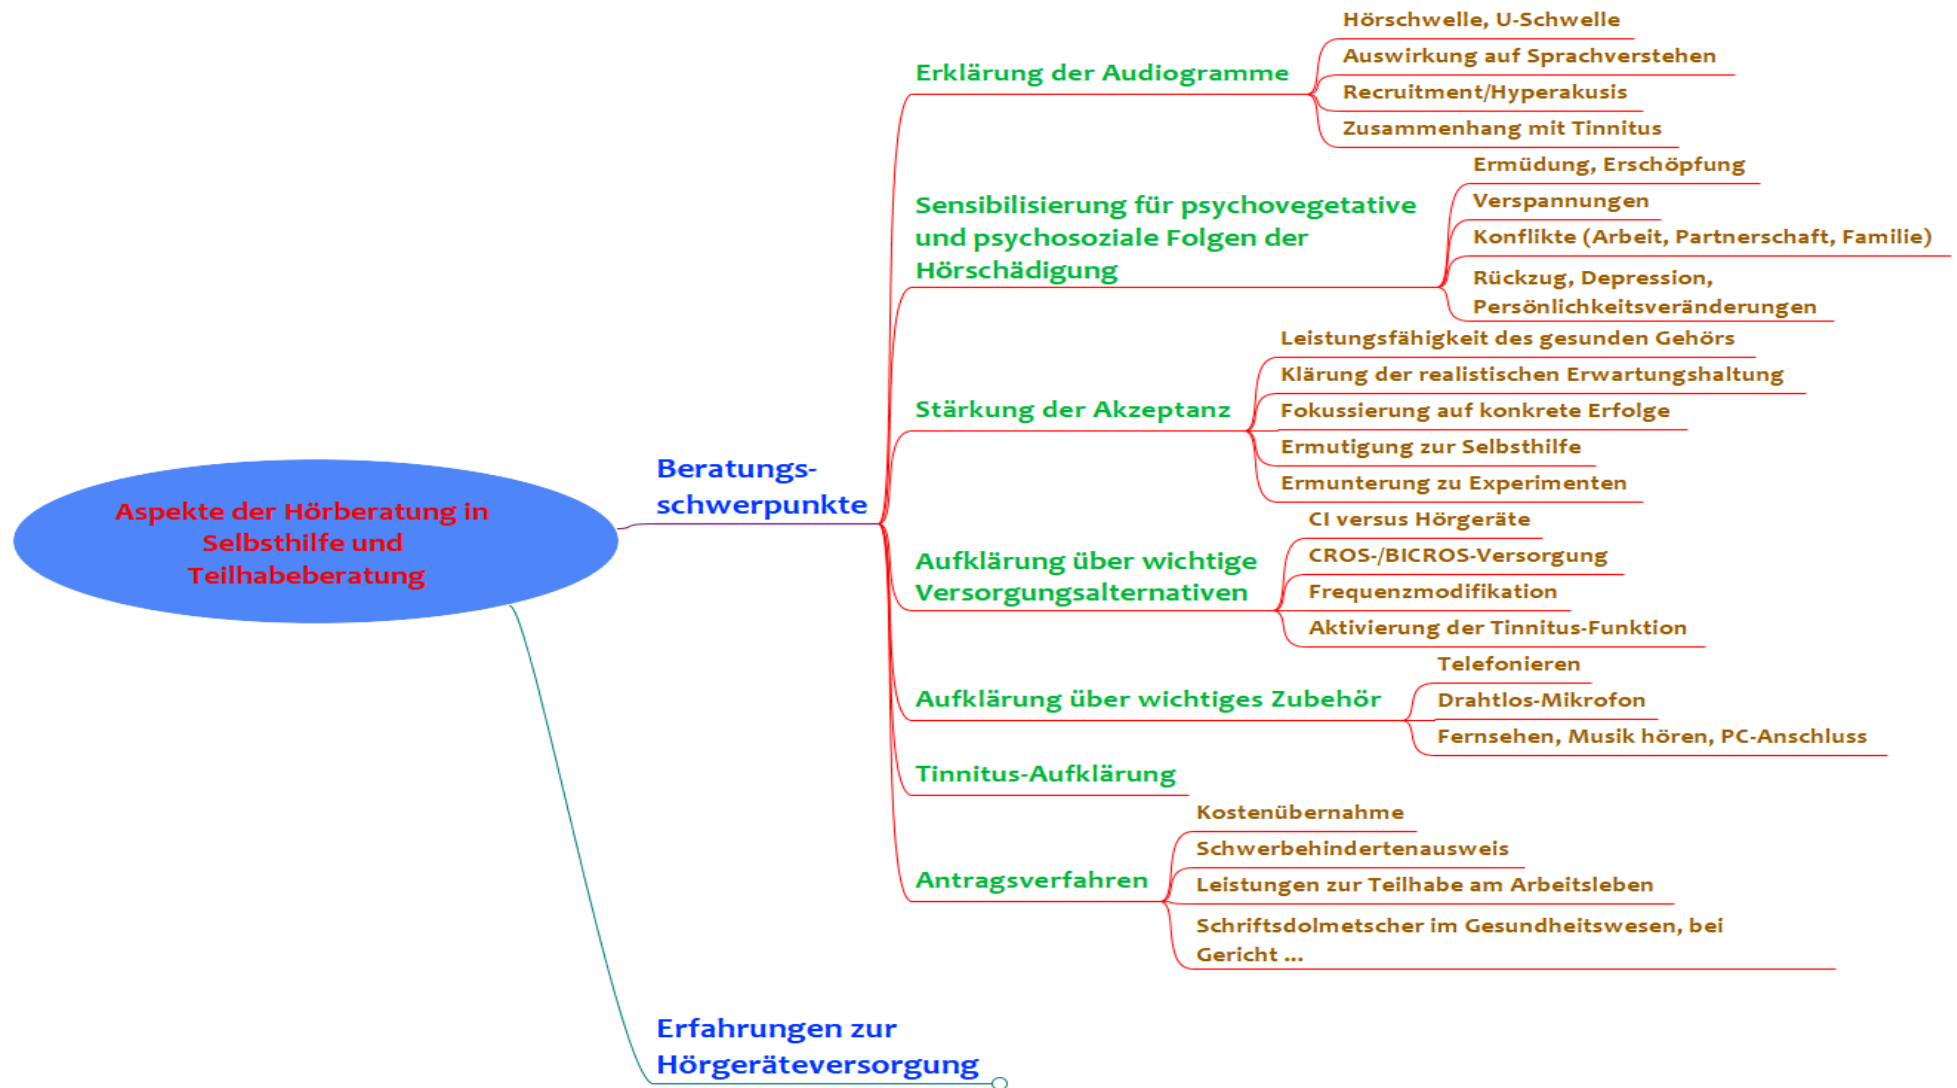 Aspekte der Hörberatung in
Selbsthilfe und
Teilhabeberatung
Beratungs-
schwerpunkte
Erklärung der Audiogramme
Hörschwelle, U-Schwelle
Auswirkung auf Sprachverstehen
Recruitment/Hyperakusis
Zusammenhang mit Tinnitus
Sensibilisierung für psychovegetative
und psychosoziale Folgen der
Hörschädigung
Ermüdung, Erschöpfung
Verspannungen
Konflikte (Arbeit, Partnerschaft, Familie)
Rückzug, Depression,
Persönlichkeitsveränderungen
Stärkung der Akzeptanz
Leistungsfähigkeit des gesunden Gehörs
Klärung der realistischen Erwartungshaltung
Fokussierung auf konkrete Erfolge
Ermutigung zur Selbsthilfe
Ermunterung zu Experimenten
Aufklärung über wichtige
Versorgungsalternativen
CI versus Hörgeräte
CROS-/BICROS-Versorgung
Frequenzmodifikation
Aktivierung der Tinnitus-Funktion
Aufklärung über wichtiges Zubehör
Telefonieren
Drahtlos-Mikrofon
Fernsehen, Musik hören, PC-Anschluss
Tinnitus-Aufklärung
Antragsverfahren
Kostenübernahme
Schwerbehindertenausweis
Leistungen zur Teilhabe am Arbeitsleben
Schriftsdolmetscher im Gesundheitswesen, bei
Gericht ...
Erfahrungen zur
Hörgeräteversorgung